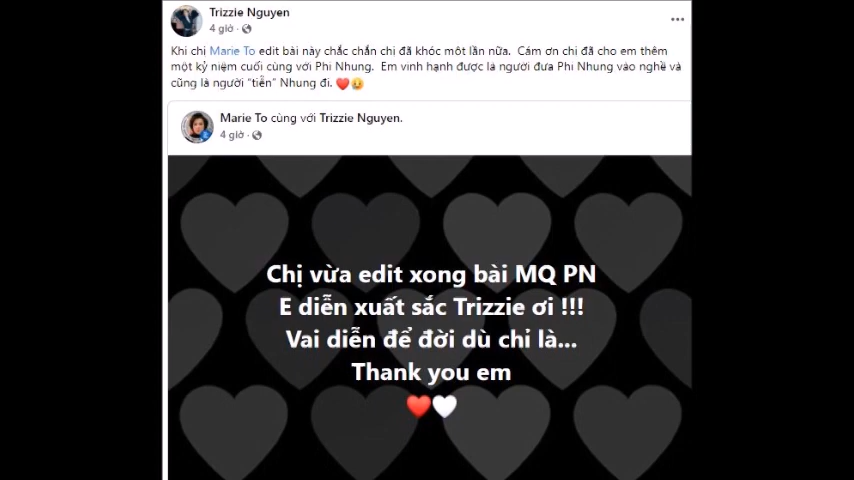 Trizzie Nguyen
4 giờ ·
Khi chị Marie To edit bài này chắc chắn chị đã khóc môt lần nữa. Cám ơn chị đã cho em thêm
một kỷ niệm cuối cùng với Phi Nhung. Em vinh hạnh được là người đưa Phi Nhung vào nghề và
cũng là người “tiễn” Nhung đi. ❤️😢
Marie To cùng với Trizzie Nguyen.
4 giờ ·
Chị vừa edit xong bài MQ PN
E diễn xuất sắc Trizzie ơi !!!
Vai diễn để đời dù chỉ là...
Thank you em
❤️🤍